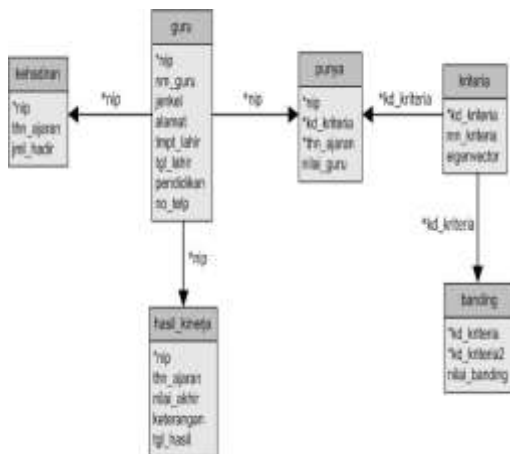 guru
*nip
nm_guru
jenkel
alamat
tmpt_lahir
tgl_lahir
pendidikan
no_telp
kehadiran
*nip
thn_ajaran
jml_hadir
*nip
*nip
punya
*nip
*kd_kriteria
*thn_ajaran
nilai_guru
*kd_kriteria
kriteria
*kd_kriteria
nm_kriteria
eigenvector
*kd_kriteria
*nip
hasil_kinerja
*nip
thn_ajaran
nilai_akhir
keterangan
tgl_hasil
banding
*kd_kriteria
*kd_kriteria2
nilai_banding